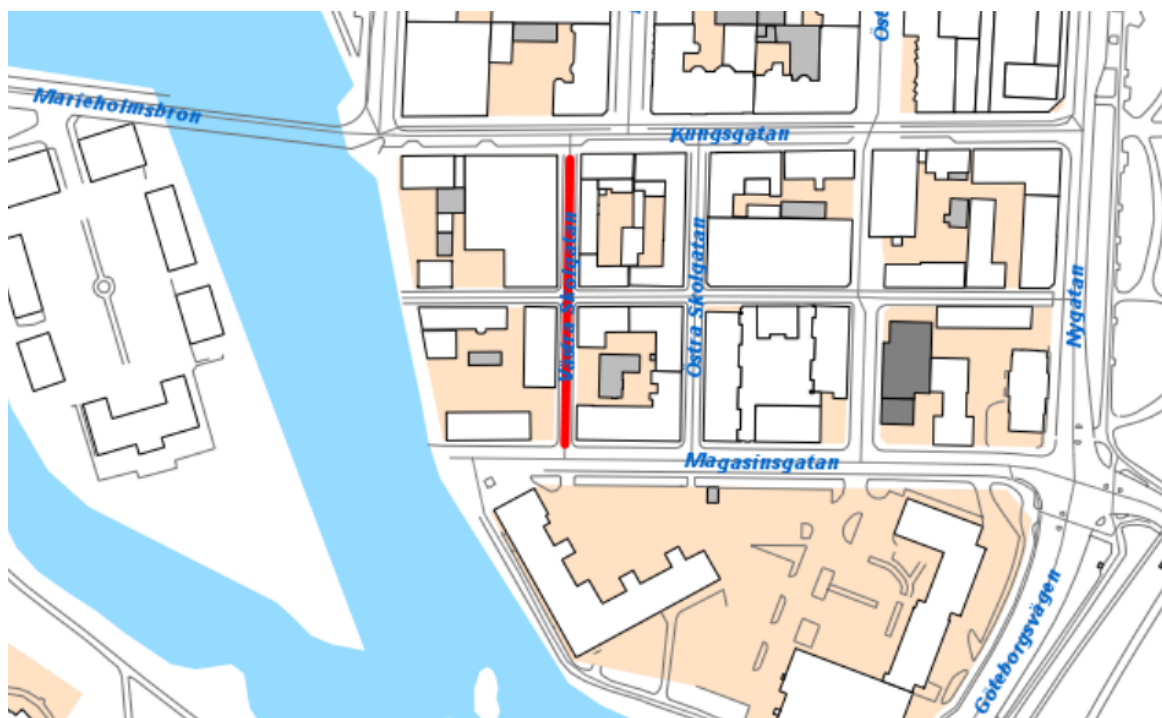 Marieholmsbron
Kungsgatan
Västra Skolgatan
Östra Skolgatan
Nygatan
Magasinsgatan
Göteborgsvägen